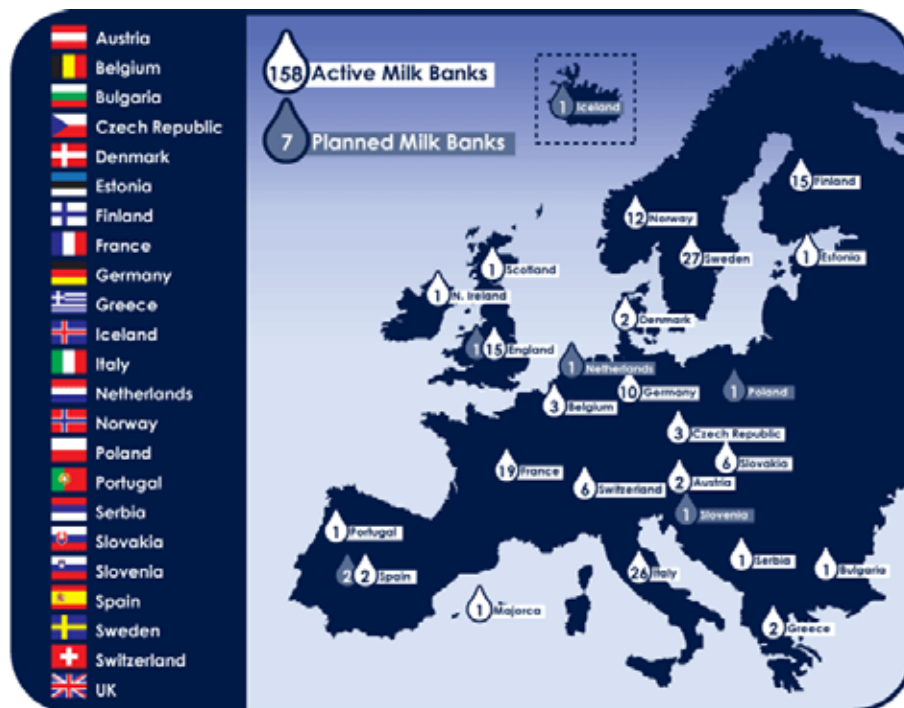 Austria
Belgium
Bulgaria
Czech Republic
Denmark
Estonia
Finland
France
Germany
Greece
Iceland
Italy
Netherlands
Norway
Poland
Portugal
Serbia
Slovakia
Slovenia
Spain
Sweden
Switzerland
UK
158 Active Milk Banks
7 Planned Milk Banks
1 Iceland
15 Finland
12 Norway
27 Sweden
1 Estonia
1 Scotland
1 N. Ireland
2 Denmark
1 15 England
1 Netherlands
10 Germany
1 Poland
3 Belgium
3 Czech Republic
6 Slovakia
19 France
6 Switzerland
2 Austria
1 Slovenia
1 Portugal
2 2 Spain
26 Italy
1 Serbia
1 Bulgaria
1 Majorca
2 Greece